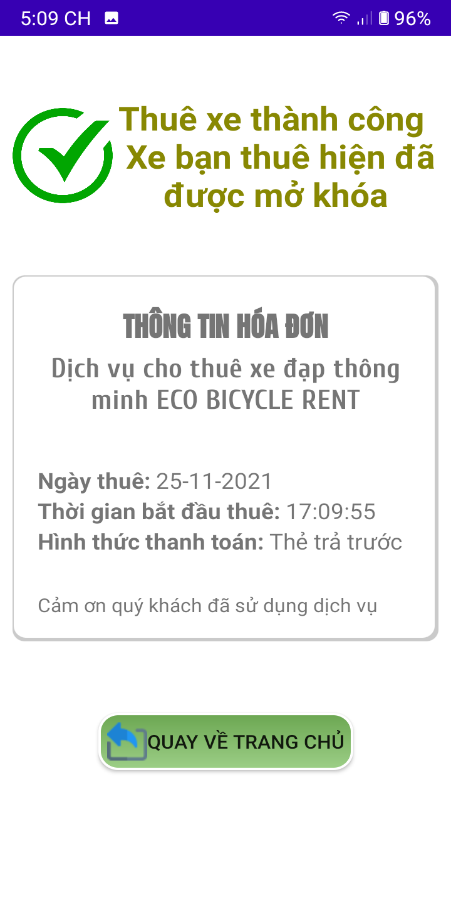 5:09 CH 96%
Thuê xe thành công
Xe bạn thuê hiện đã
được mở khóa
THÔNG TIN HÓA ĐƠN
Dịch vụ cho thuê xe đạp thông
minh ECO BICYCLE RENT
Ngày thuê: 25-11-2021
Thời gian bắt đầu thuê: 17:09:55
Hình thức thanh toán: Thẻ trả trước
Cảm ơn quý khách đã sử dụng dịch vụ
QUAY VỀ TRANG CHỦ